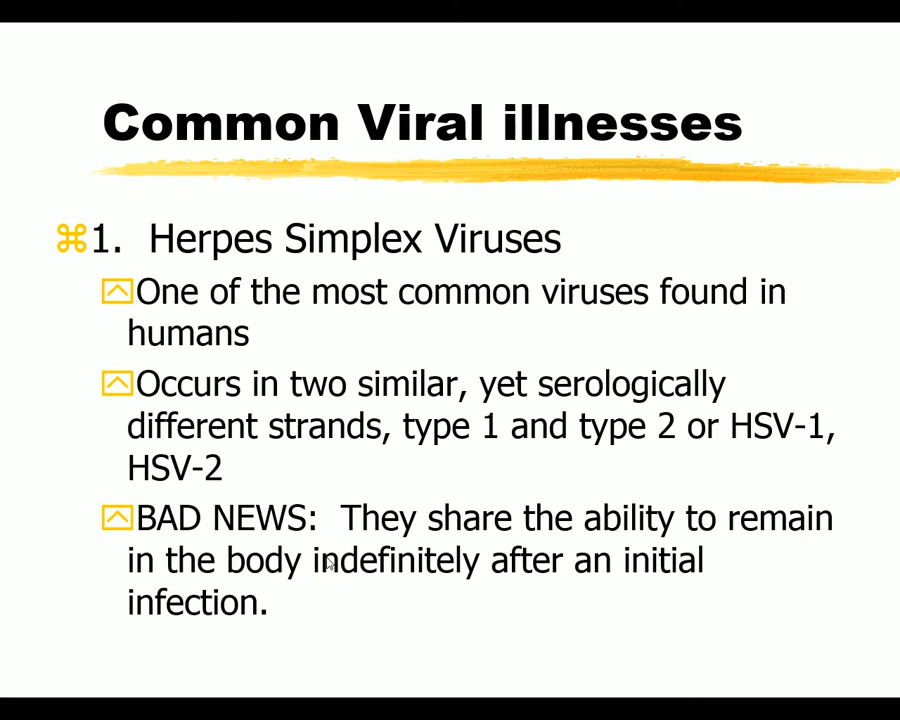 Common Viral illnesses
1. Herpes Simplex Viruses
One of the most common viruses found in
humans
Occurs in two similar, yet serologically
different strands, type 1 and type 2 or HSV-1,
HSV-2
BAD NEWS: They share the ability to remain
in the body indefinitely after an initial
infection.